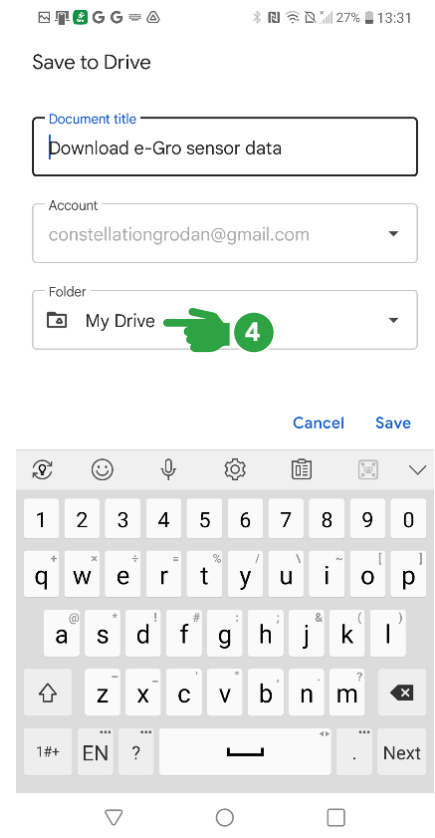 27% 13:31
Save to Drive
Document title
Download e-Gro sensor data
Account
constellationgrodan@gmail.com
Folder
My Drive 4
Cancel Save
1 2 3 4 5 6 7 8 9 0
+ × ÷ = % / \ ~ [ ]
q w e r t y u i o p
@ * ! # : ; & ( )
a s d f g h j k l
z x c v b n m ?
1#+ EN ? . Next